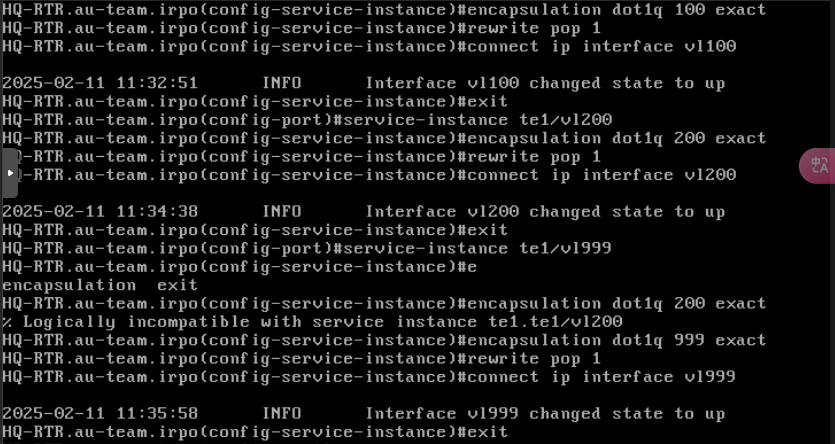 HQ-RTR.au-team.irpo(config-service-instance)#encapsulation dot1q 100 exact
HQ-RTR.au-team.irpo(config-service-instance)#rewrite pop 1
HQ-RTR.au-team.irpo(config-service-instance)#connect ip interface vl100
2025-02-11 11:32:51 INFO Interface vl100 changed state to up
HQ-RTR.au-team.irpo(config-service-instance)#exit
HQ-RTR.au-team.irpo(config-port)#service-instance te1/vl200
HQ-RTR.au-team.irpo(config-service-instance)#encapsulation dot1q 200 exact
-RTR.au-team.irpo(config-service-instance)#rewrite pop 1
-RTR.au-team.irpo(config-service-instance)#connect ip interface vl200
2025-02-11 11:34:38 INFO Interface vl200 changed state to up
HQ-RTR.au-team.irpo(config-service-instance)#exit
HQ-RTR.au-team.irpo(config-port)#service-instance te1/vl999
HQ-RTR.au-team.irpo(config-service-instance)#e
encapsulation exit
HQ-RTR.au-team.irpo(config-service-instance)#encapsulation dot1q 200 exact
% Logically incompatible with service instance te1.te1/vl200
HQ-RTR.au-team.irpo(config-service-instance)#encapsulation dot1q 999 exact
HQ-RTR.au-team.irpo(config-service-instance)#rewrite pop 1
HQ-RTR.au-team.irpo(config-service-instance)#connect ip interface vl999
2025-02-11 11:35:58 INFO Interface vl999 changed state to up
HQ-RTR.au-team.irpo(config-service-instance)#exit
中A